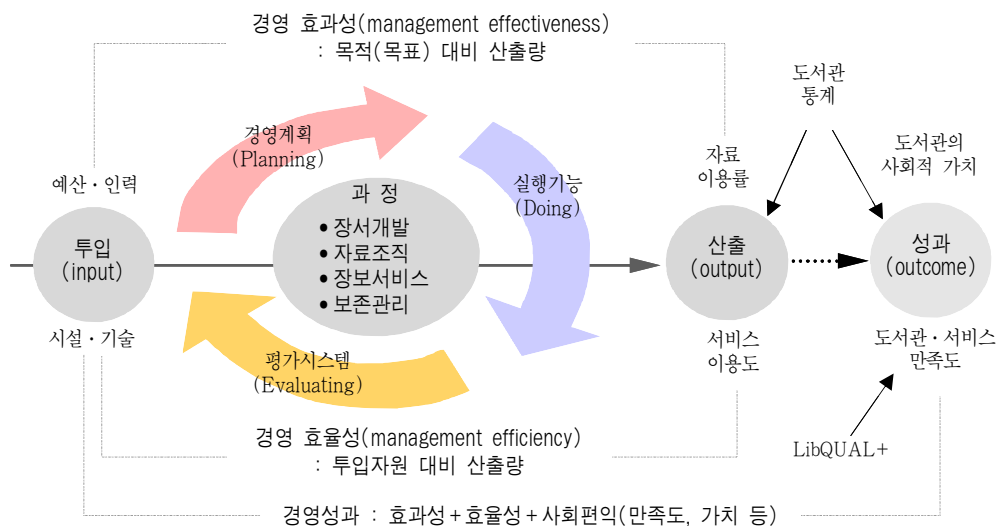 경영 효과성(management effectiveness)
: 목적(목표) 대비 산출량
도서관
통계
경영계획
(Planning)
도서관의
사회적 가치
자료
이용률
예산·인력
과 정
실행기능
(Doing)
• 장서개발
• 자료조직
• 장보서비스
• 보존관리
투입
(input)
산출
(output)
성과
(outcome)
시설·기술
서비스
이용도
도서관·서비스
만족도
평가시스템
(Evaluating)
경영 효율성(management efficiency)
: 투입자원 대비 산출량
LibQUAL+
경영성과 : 효과성+효율성+사회편익(만족도, 가치 등)